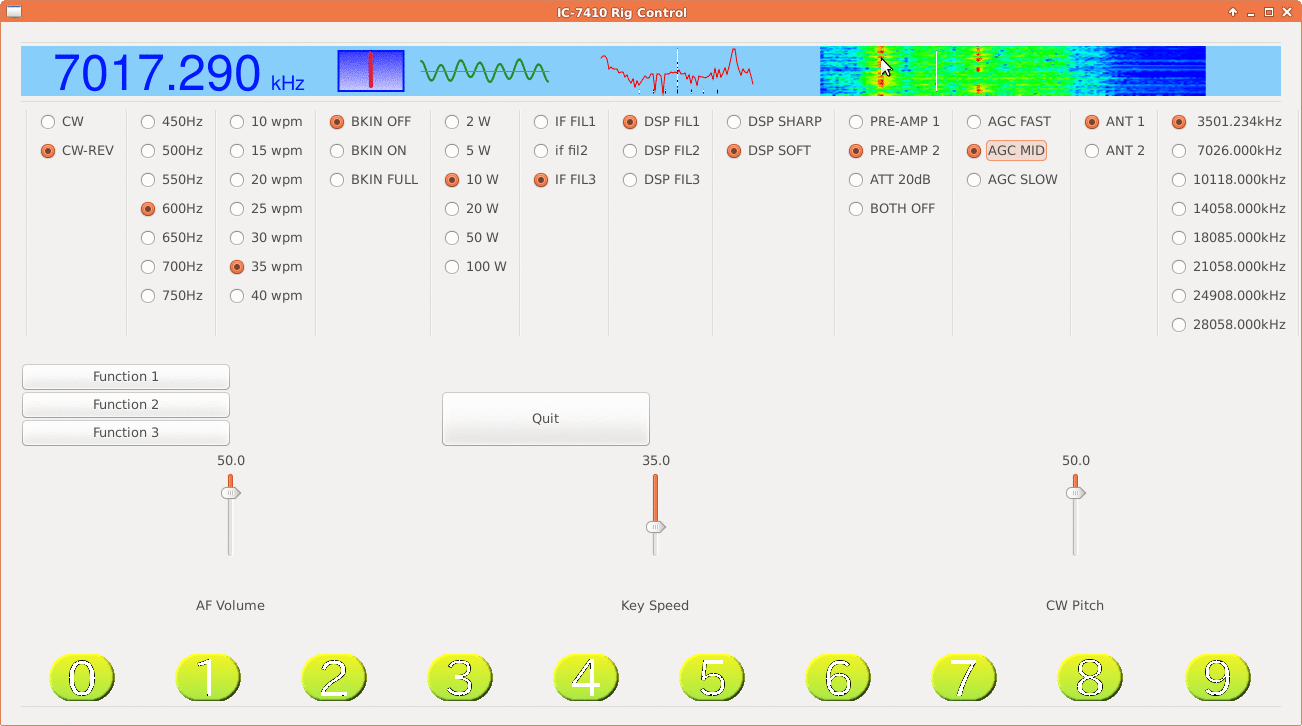 IC-7410 Rig Control
7017.290 kHz
CW 450Hz 10 wpm BKIN OFF 2 W IF FIL1 DSP FIL1 DSP SHARP PRE-AMP 1 AGC FAST ANT 1 3501.234kHz
CW-REV 500Hz 15 wpm BKIN ON 5 W if fil2 DSP FIL2 DSP SOFT PRE-AMP 2 AGC MID ANT 2 7026.000kHz
550Hz 20 wpm BKIN FULL 10 W IF FIL3 DSP FIL3 ATT 20dB AGC SLOW 10118.000kHz
600Hz 25 wpm 20 W BOTH OFF 14058.000kHz
650Hz 30 wpm 50 W 18085.000kHz
700Hz 35 wpm 100 W 21058.000kHz
750Hz 40 wpm 24908.000kHz
28058.000kHz
Function 1
Function 2
Quit
Function 3
50.0 35.0 50.0
AF Volume Key Speed CW Pitch
0 1 2 3 4 5 6 7 8 9